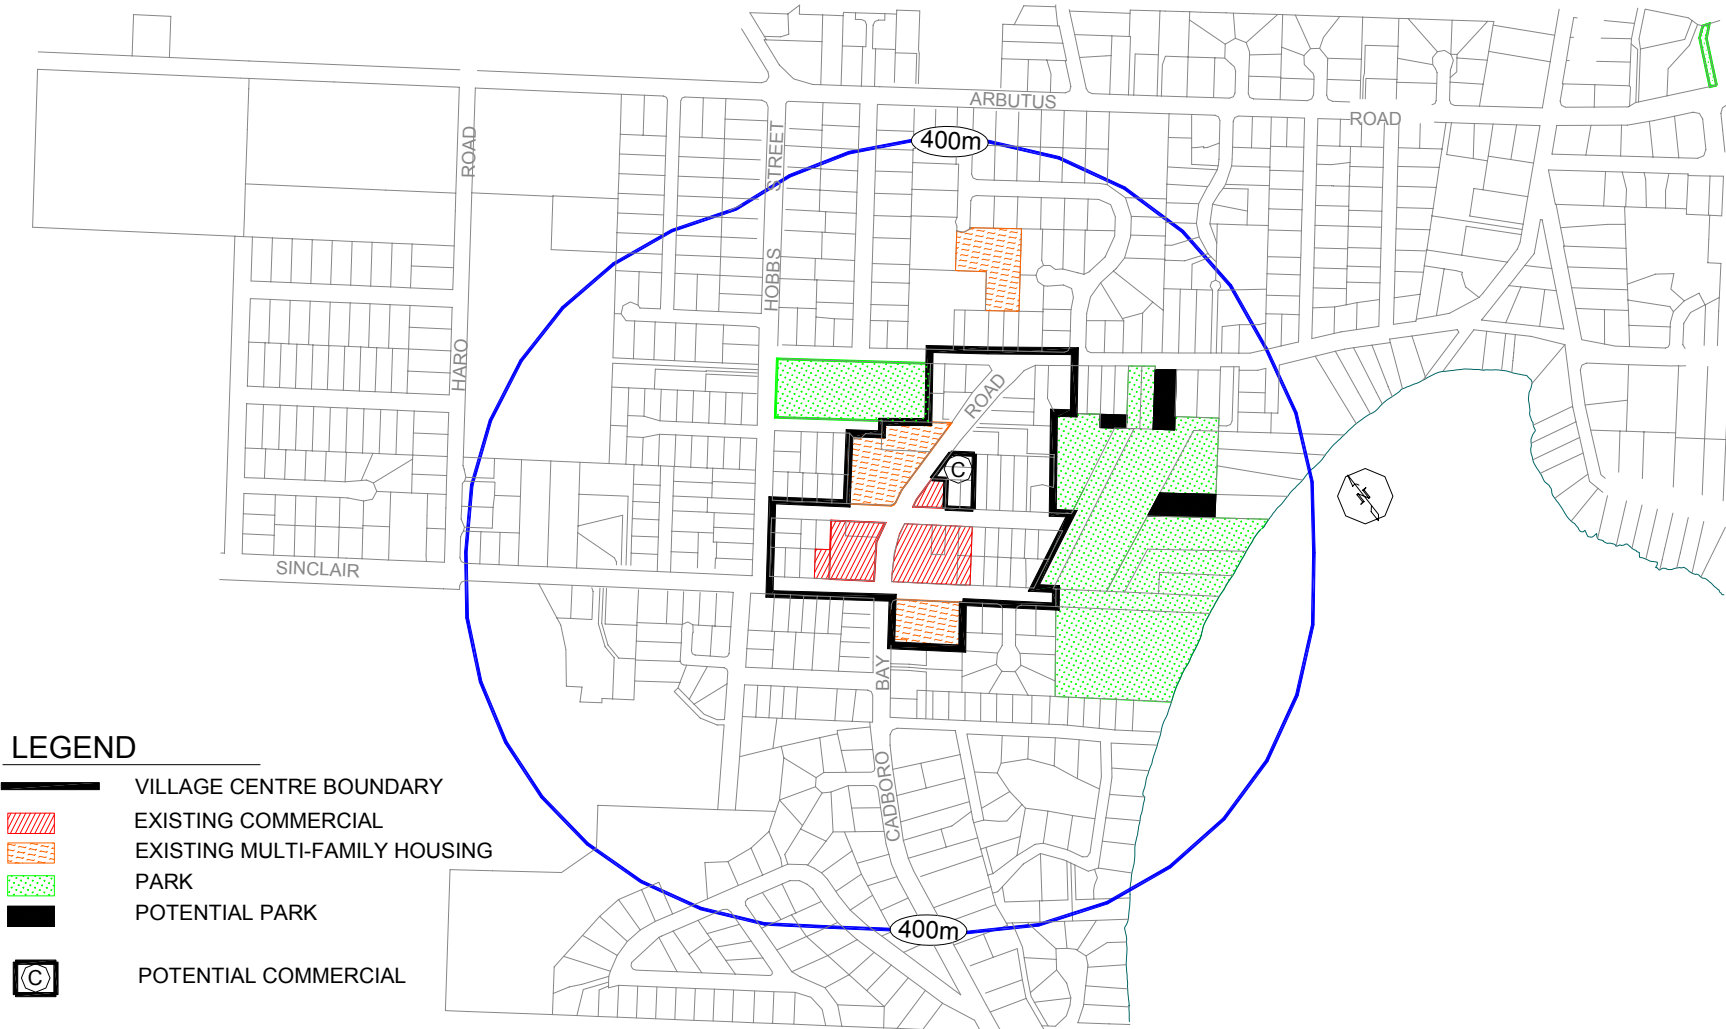 ARBUTUS
ROAD
ROAD
STREET
400m
HOBBS
HARO
ROAD
C
N
SINCLAIR
BAY
CADBORO
400m
LEGEND
VILLAGE CENTRE BOUNDARY
EXISTING COMMERCIAL
EXISTING MULTI-FAMILY HOUSING
PARK
POTENTIAL PARK
C
POTENTIAL COMMERCIAL